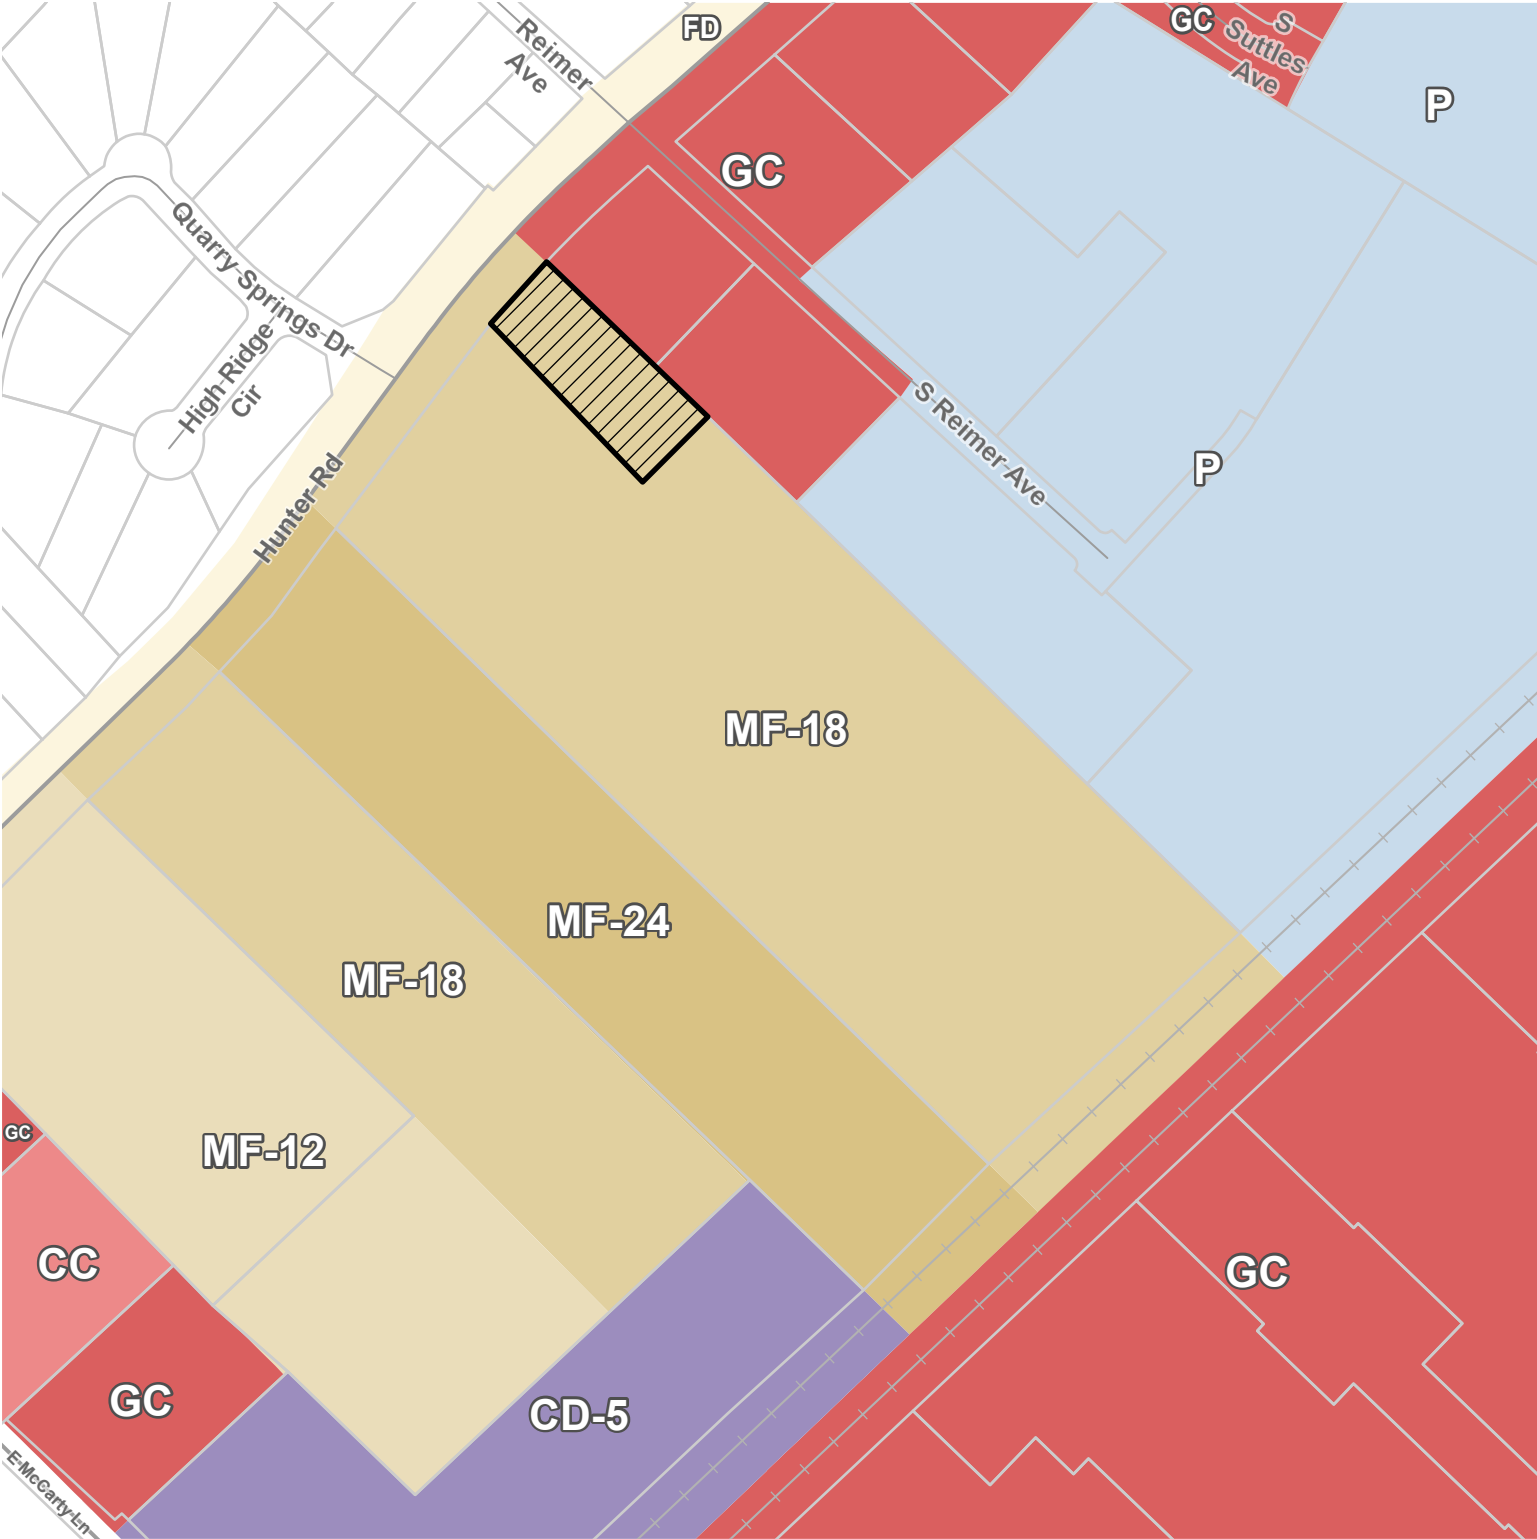 FD
GC
S
Suttles
Ave
Reimer
Ave
P
GC
Quarry Springs Dr
High Ridge
Cir
S Reimer Ave
P
Hunter Rd
MF-18
MF-24
MF-18
GC
MF-12
CC
GC
GC
CD-5
E McCarty Ln